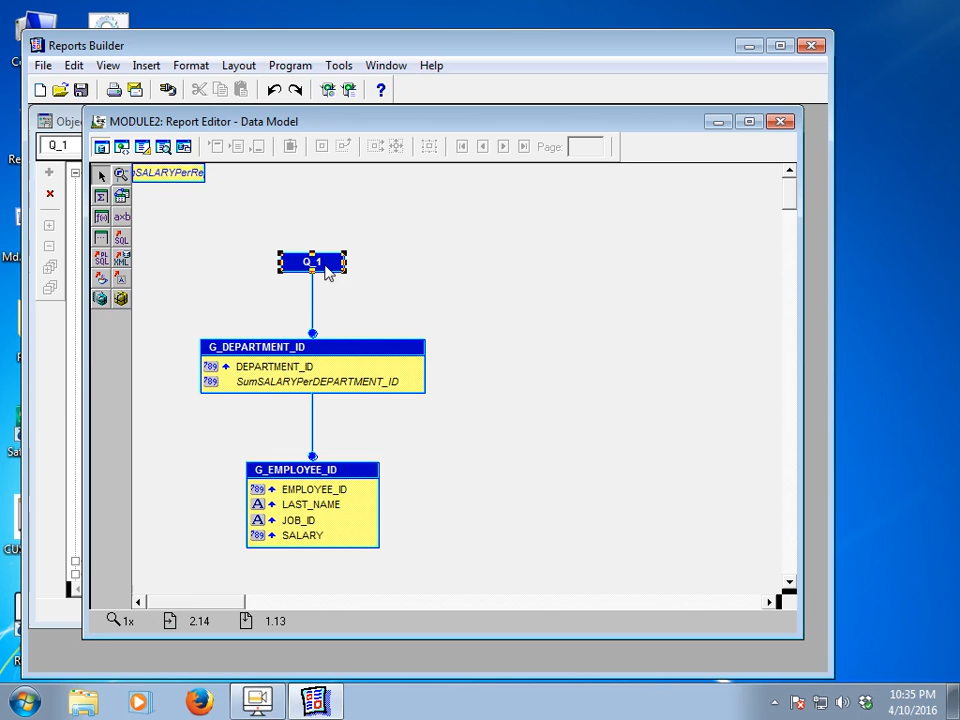 Reports Builder
File Edit View Insert Format Layout Program Tools Window Help
MODULE2: Report Editor - Data Model
Q_1
Page:
SALARYPerRe
Q_1
G_DEPARTMENT_ID
DEPARTMENT_ID
SumSALARYPerDEPARTMENT_ID
G_EMPLOYEE_ID
EMPLOYEE_ID
LAST_NAME
JOB_ID
SALARY
1x 2.14 1.13
10:35 PM
4/10/2016